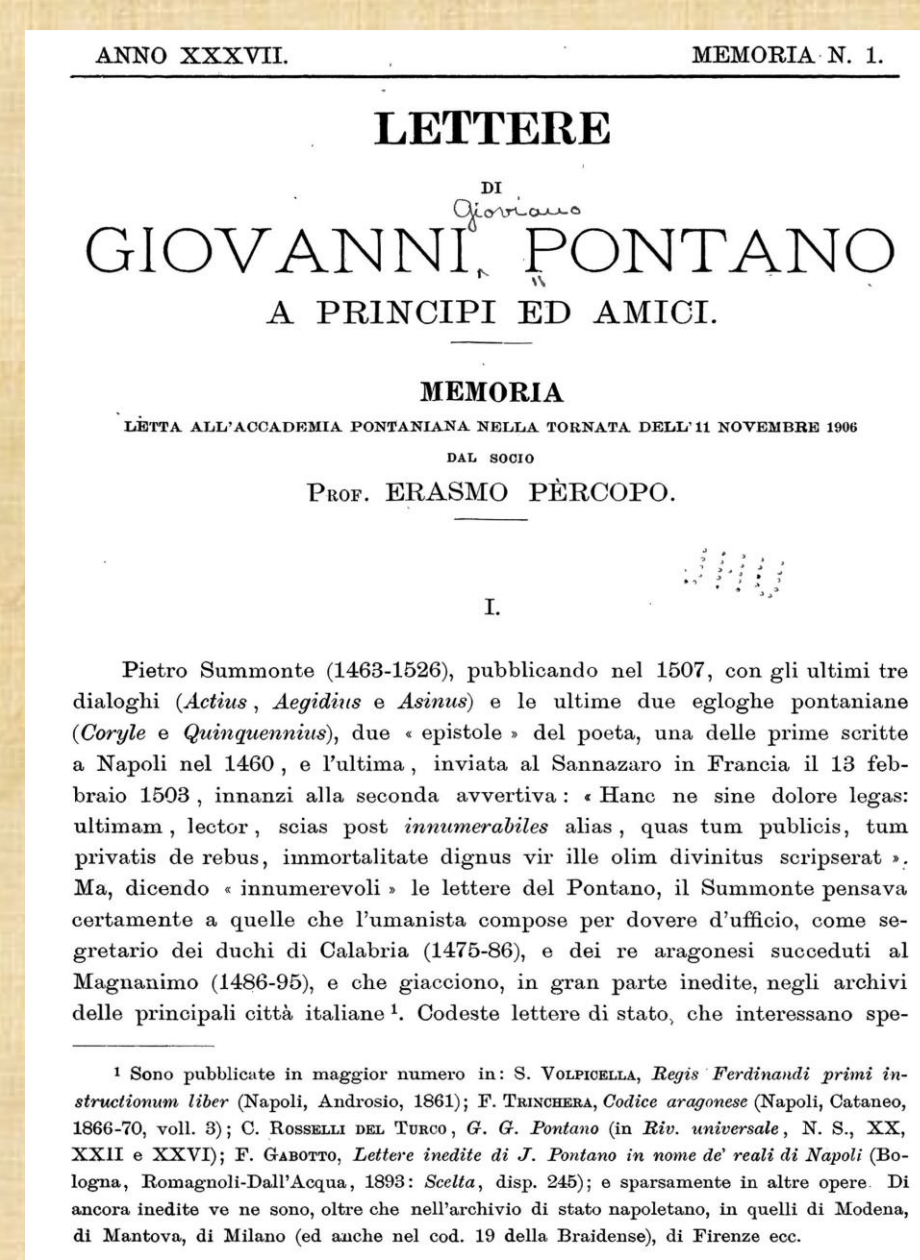 ANNO XXXVII. MEMORIA N. 1.
LETTERE
DI
Gioviano
GIOVANNI PONTANO
A PRINCIPI ED AMICI.
MEMORIA
LETTA ALL'ACCADEMIA PONTANIANA NELLA TORNATA DELL'11 NOVEMBRE 1906
DAL SOCIO
PROF. ERASMO PÈRCOPO.
JHU
I.
Pietro Summonte (1463-1526), pubblicando nel 1507, con gli ultimi tre
dialoghi (Actius, Aegidius e Asinus) e le ultime due egloghe pontaniane
(Coryle e Quinquennius), due « epistole » del poeta, una delle prime scritte
a Napoli nel 1460, e l'ultima, inviata al Sannazaro in Francia il 13 feb-
braio 1503, innanzi alla seconda avvertiva: « Hanc ne sine dolore legas:
ultimam, lector, scias post innumerabiles alias, quas tum publicis, tum
privatis de rebus, immortalitate dignus vir ille olim divinitus scripserat ».
Ma, dicendo « innumerevoli » le lettere del Pontano, il Summonte pensava
certamente a quelle che l'umanista compose per dovere d'ufficio, come se-
gretario dei duchi di Calabria (1475-86), e dei re aragonesi succeduti al
Magnanimo (1486-95), e che giacciono, in gran parte inedite, negli archivi
delle principali città italiane ¹. Codeste lettere di stato, che interessano spe-
¹ Sono pubblicate in maggior numero in: S. VOLPICELLA, Regis Ferdinandi primi in-
structionum liber (Napoli, Androsio, 1861); F. TRINCHERA, Codice aragonese (Napoli, Cataneo,
1866-70, voll. 3); C. ROSSELLI DEL TURCO, G. G. Pontano (in Riv. universale, N. S., XX,
XXII e XXVI); F. GABOTTO, Lettere inedite di J. Pontano in nome de' reali di Napoli (Bo-
logna, Romagnoli-Dall'Acqua, 1893: Scelta, disp. 245); e sparsamente in altre opere. Di
ancora inedite ve ne sono, oltre che nell'archivio di stato napoletano, in quelli di Modena,
di Mantova, di Milano (ed anche nel cod. 19 della Braidense), di Firenze ecc.